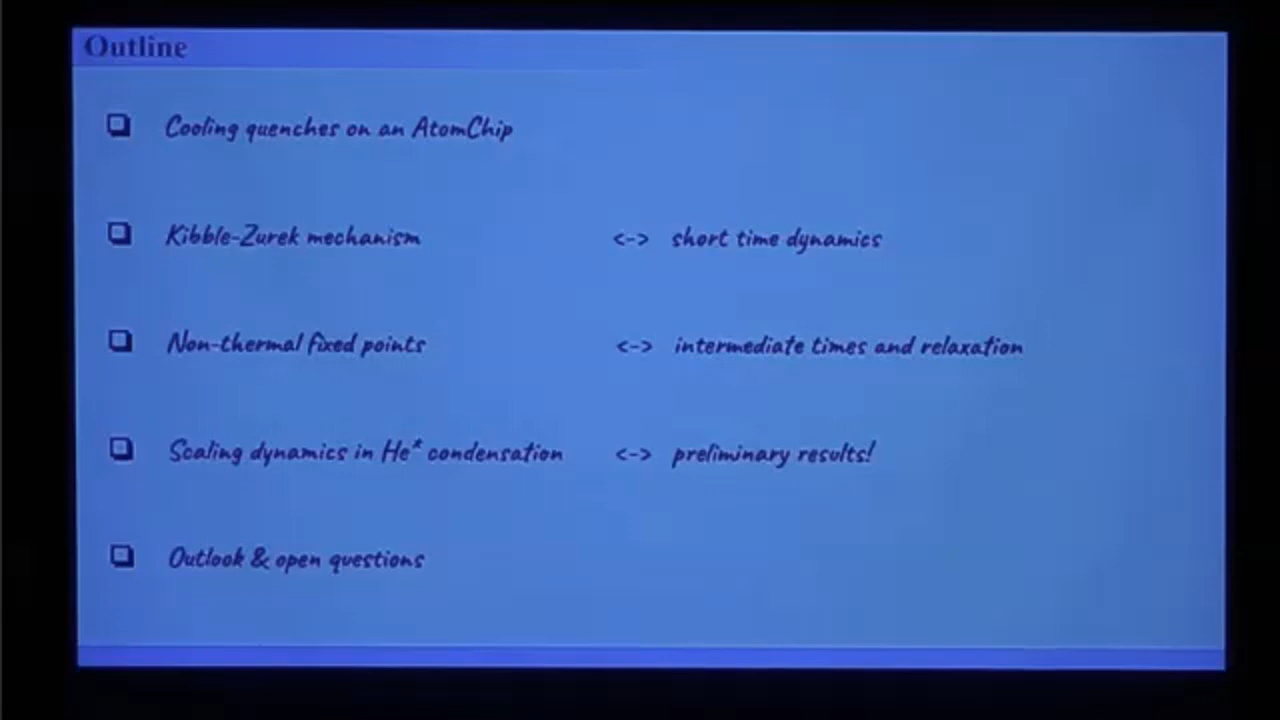 Outline
Cooling quenches on an AtomChip
Kibble-Zurek mechanism <-> short time dynamics
Non-thermal fixed points <-> intermediate times and relaxation
Scaling dynamics in He* condensation <-> preliminary results!
Outlook & open questions